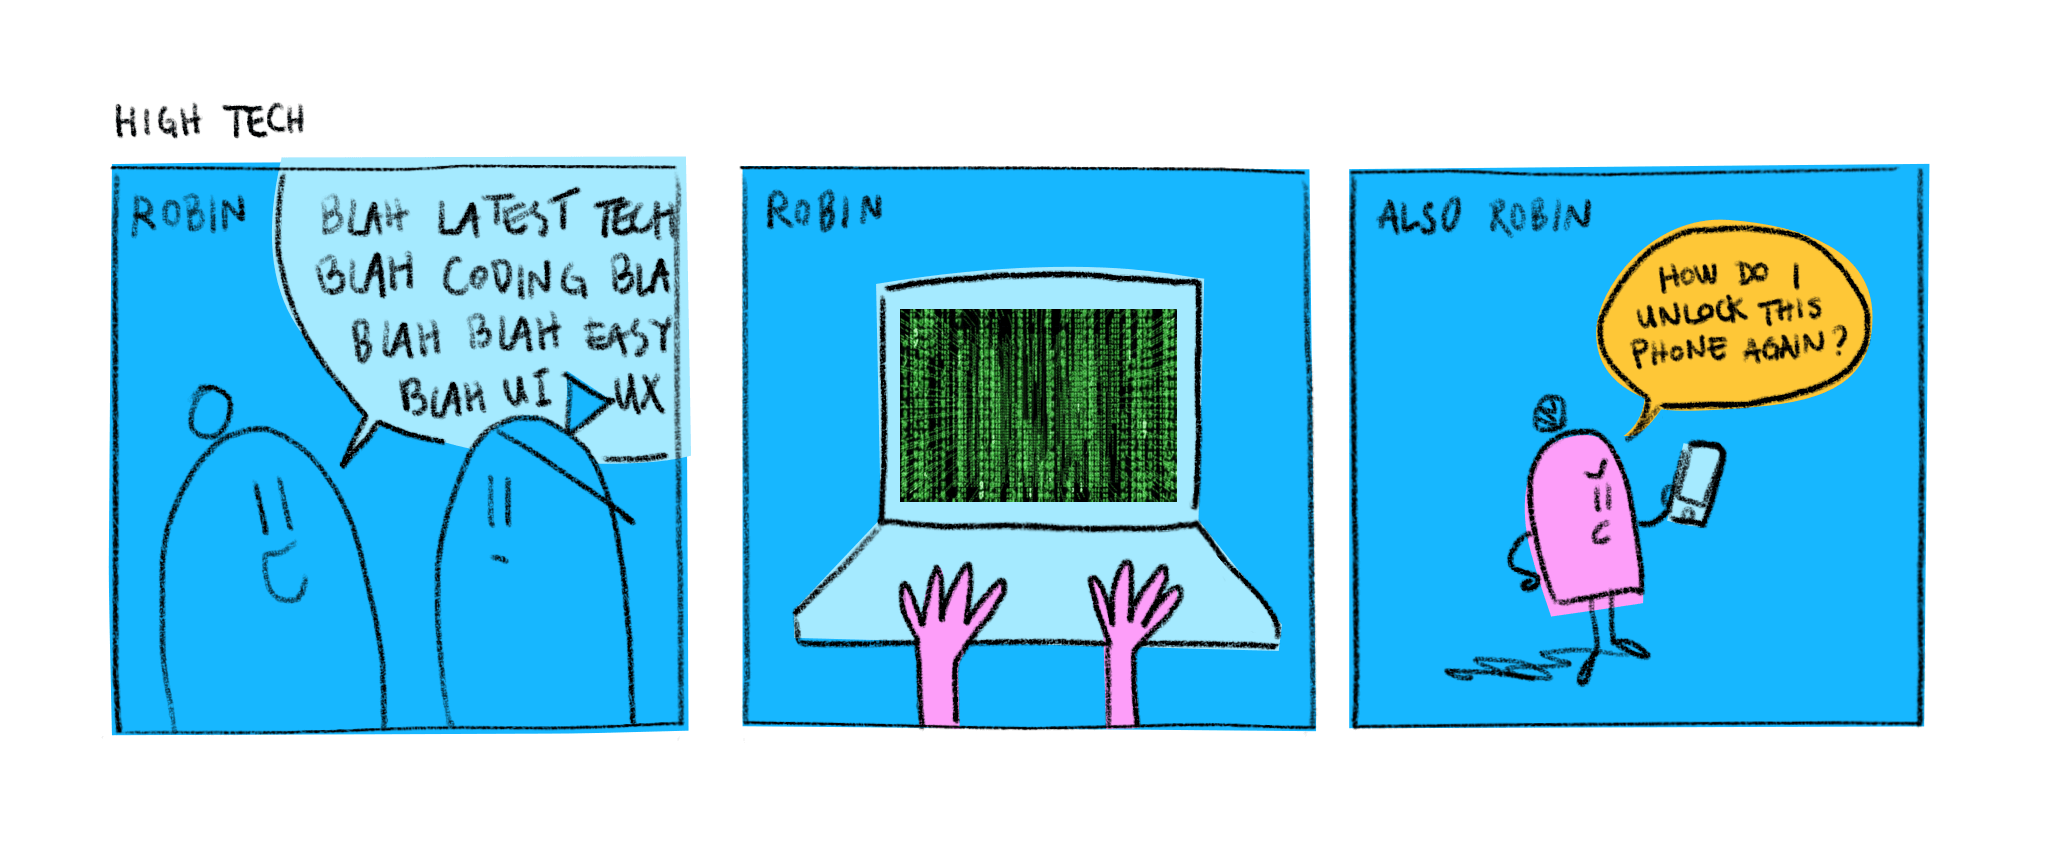 HIGH TECH
ROBIN
BLAH LATEST TECH
BLAH CODING BLA
BLAH BLAH EASY
BLAH UI UX
ROBIN
ALSO ROBIN
HOW DO I
UNLOCK THIS
PHONE AGAIN?